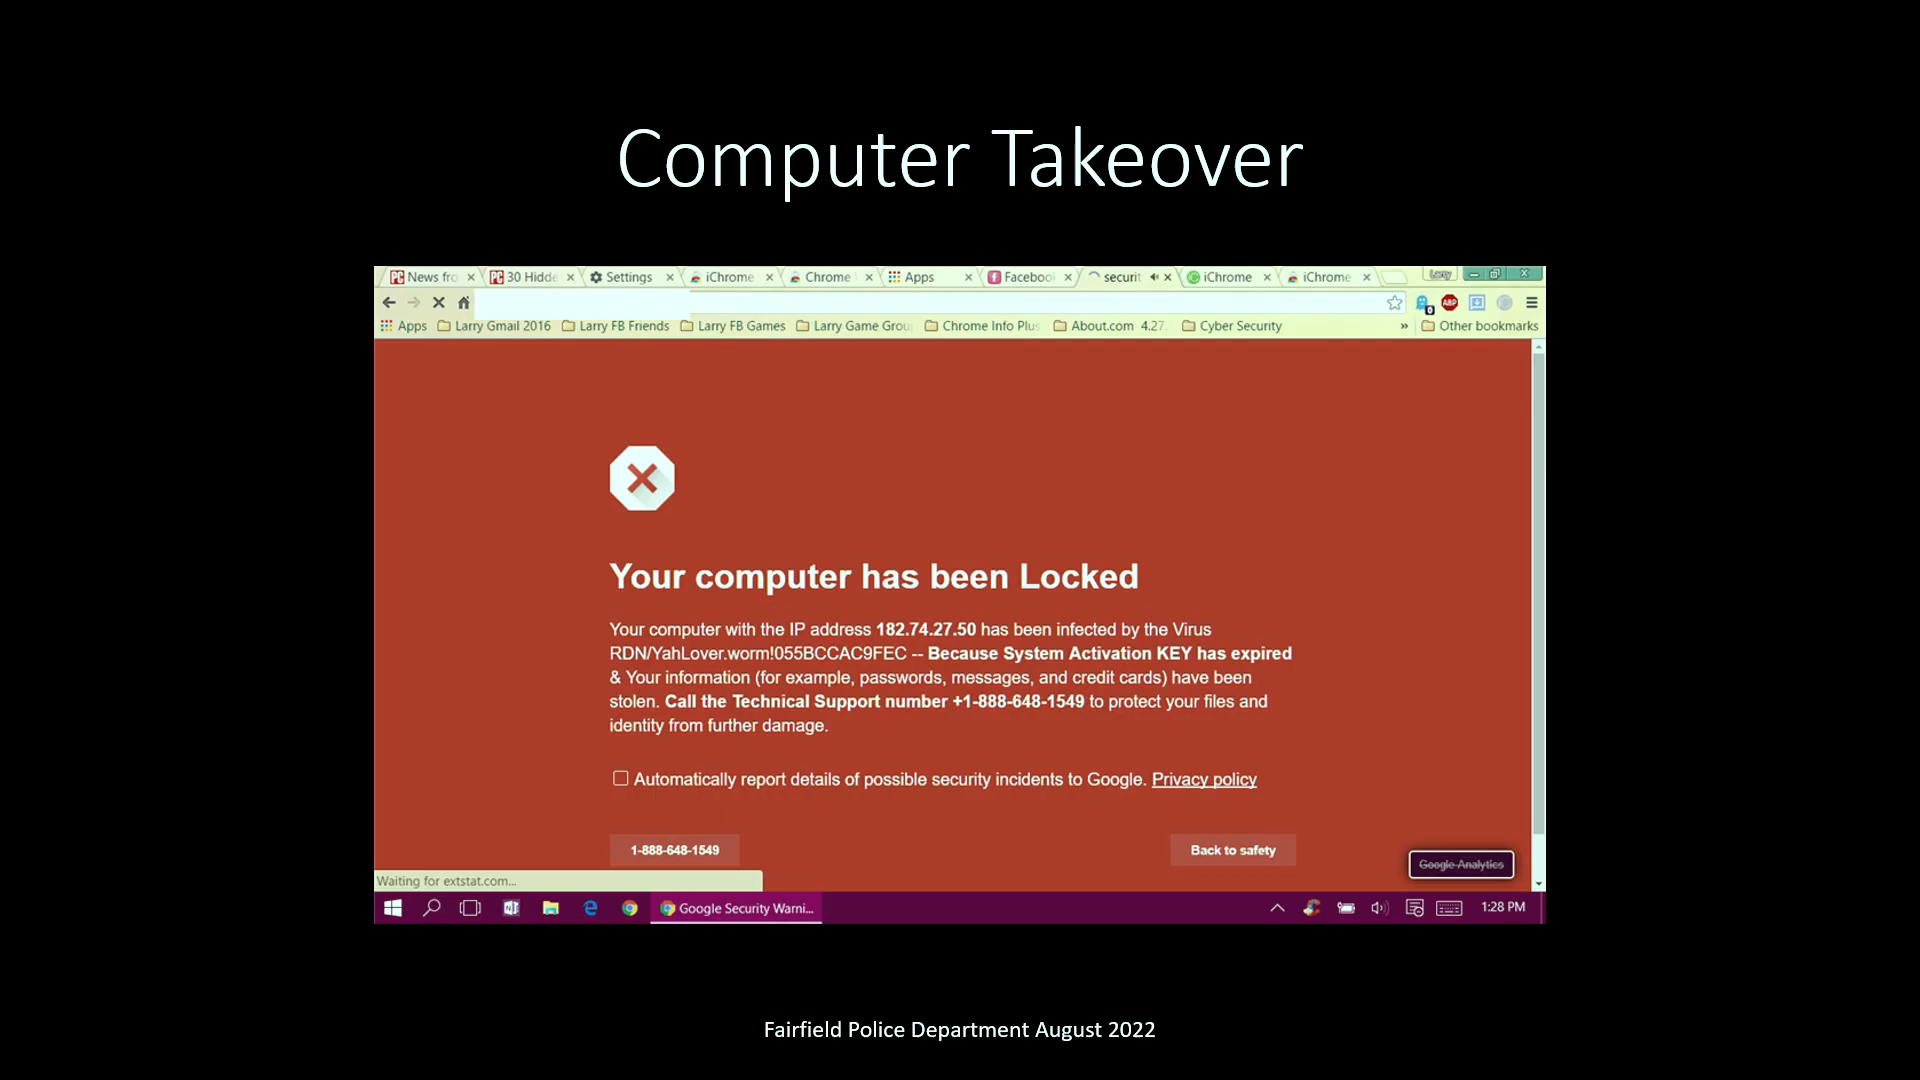 Computer Takeover
News fro
30 Hidde
Settings
iChrome
Chrome
Apps
Facebook
securit
iChrome
iChrome
Larry
ABP
0
Apps
Larry Gmail 2016
Larry FB Friends
Larry FB Games
Larry Game Grou
Chrome Info Plus
About.com 4.27.
Cyber Security
»
Other bookmarks
Your computer has been Locked
Your computer with the IP address 182.74.27.50 has been infected by the Virus
RDN/YahLover.worm!055BCCAC9FEC -- Because System Activation KEY has expired
& Your information (for example, passwords, messages, and credit cards) have been
stolen. Call the Technical Support number +1-888-648-1549 to protect your files and
identity from further damage.
Automatically report details of possible security incidents to Google. Privacy policy
1-888-648-1549
Back to safety
Google Analytics
Waiting for extstat.com...
Google Security Warni...
1:28 PM
Fairfield Police Department August 2022